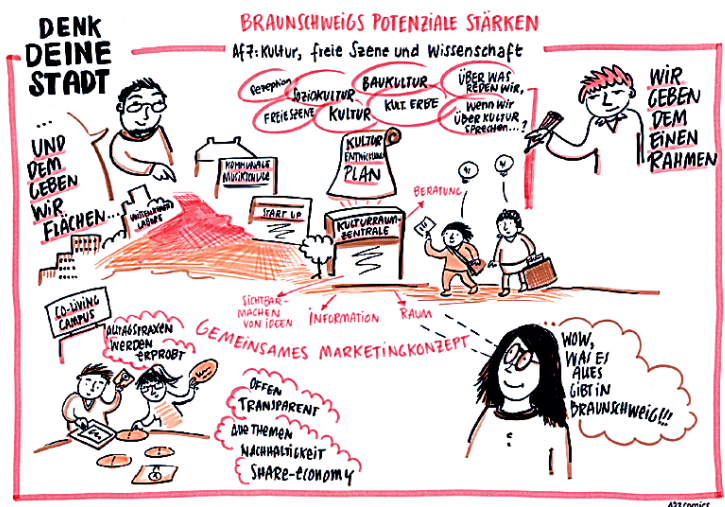 DENK
DEINE
STADT
BRAUNSCHWEIGS POTENZIALE STÄRKEN
AF7: KULTUR, freie Szene und Wissenschaft
Rezeption
SOZIOKULTUR
BAUKULTUR
FREIE SZENE
KULTUR
KULT. ERBE
ÜBER WAS
REDEN WIR,
WENN WIR
ÜBER KULTUR
SPRECHEN...?
WIR
GEBEN
DEM
EINEN
RAHMEN
...
UND
DEM
GEBEN
WIR
FLÄCHEN...
KOMMUNALE
MUSIKSCHULE
START UP
KULTUR
ENTWICKLUNGS
PLAN
KULTURRAUM-
ZENTRALE
BERATUNG
SICHTBAR-
MACHEN
VON IDEEN
INFORMATION
RAUM
GEMEINSAMES MARKETINGKONZEPT
CO-LIVING
CAMPUS
ALLTAGSPRAXEN
WERDEN
ERPROBT
OFFEN
TRANSPARENT
QUE THEMEN
NACHHALTIGKEIT
SHARE-ECONOMY
WOW,
WAS ES
ALLES
GIBT IN
BRAUNSCHWEIG!!!